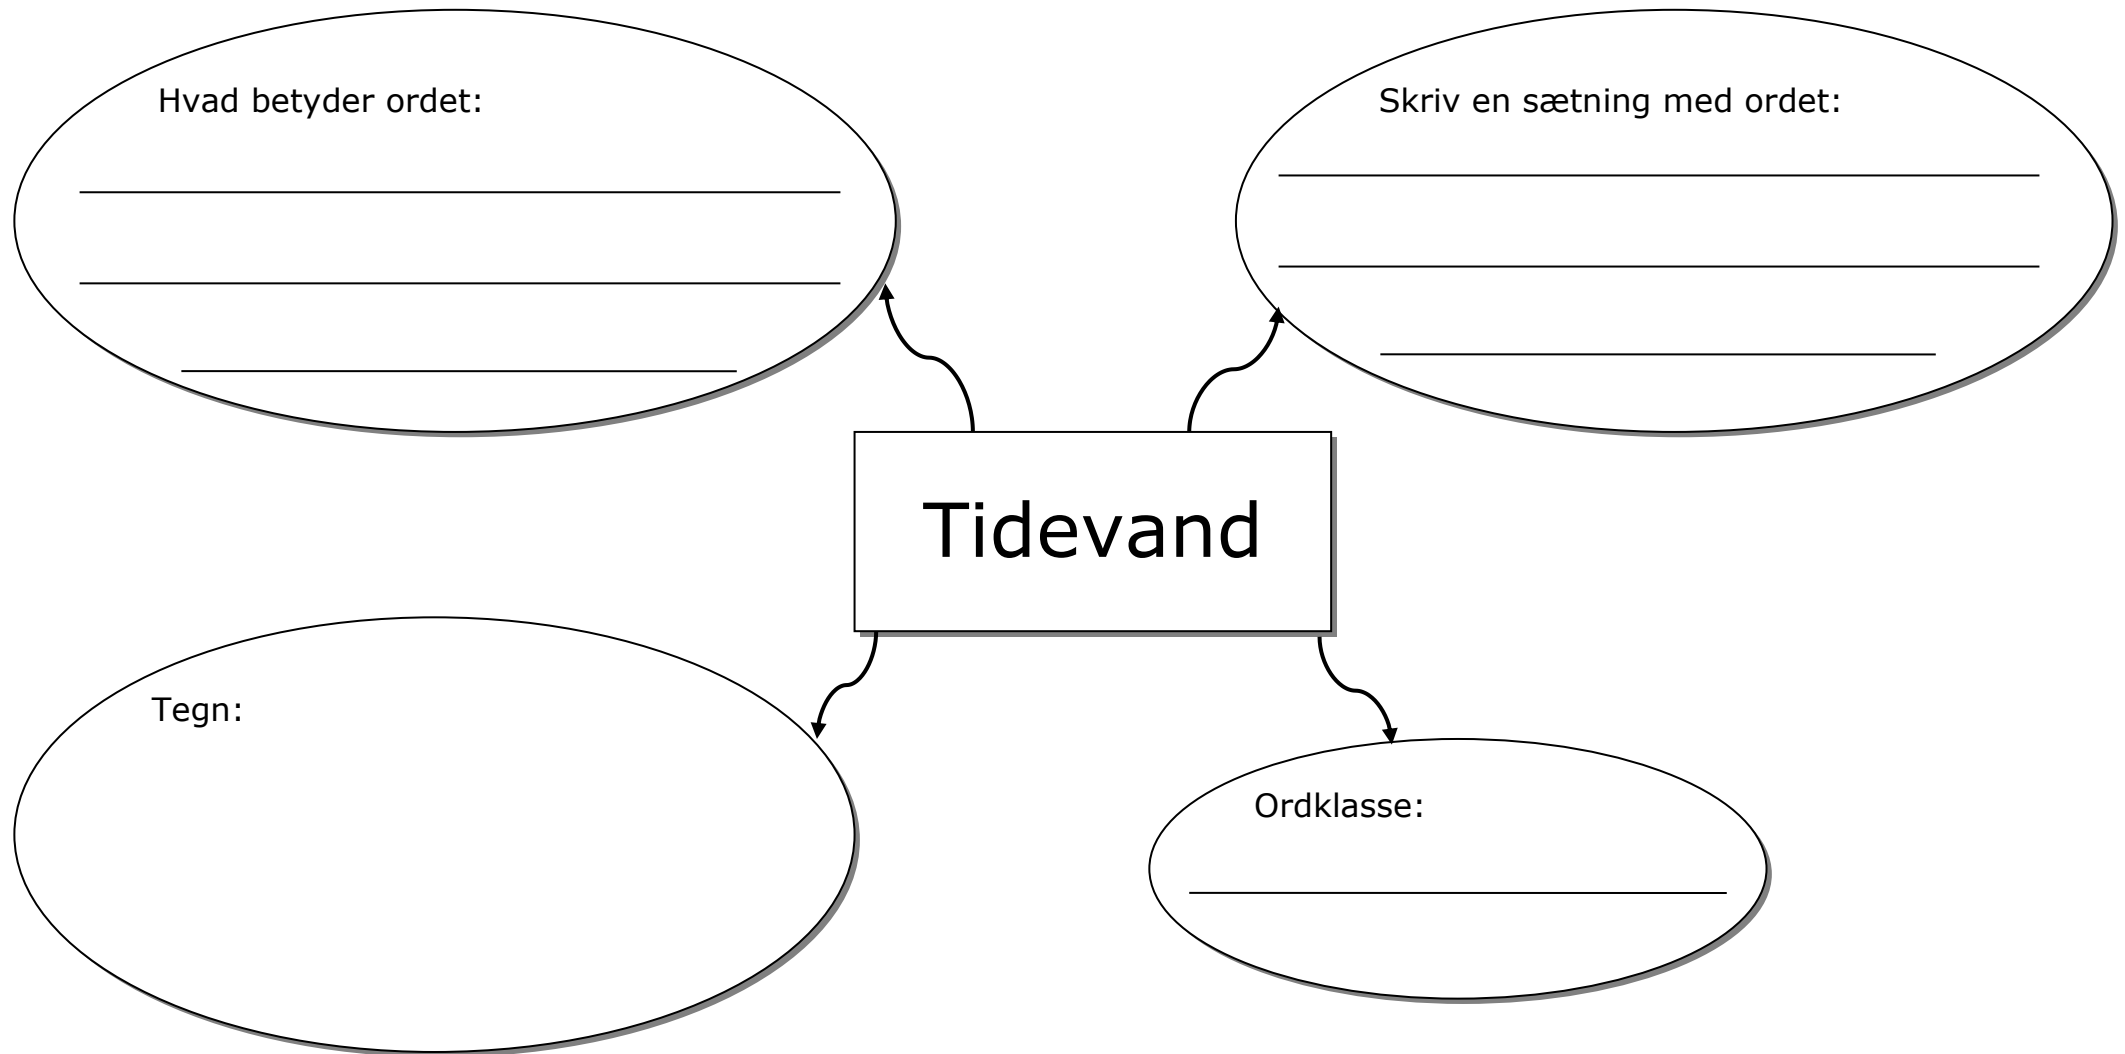 Hvad betyder ordet:
Skriv en sætning med ordet:
Tidevand
Tegn:
Ordklasse: